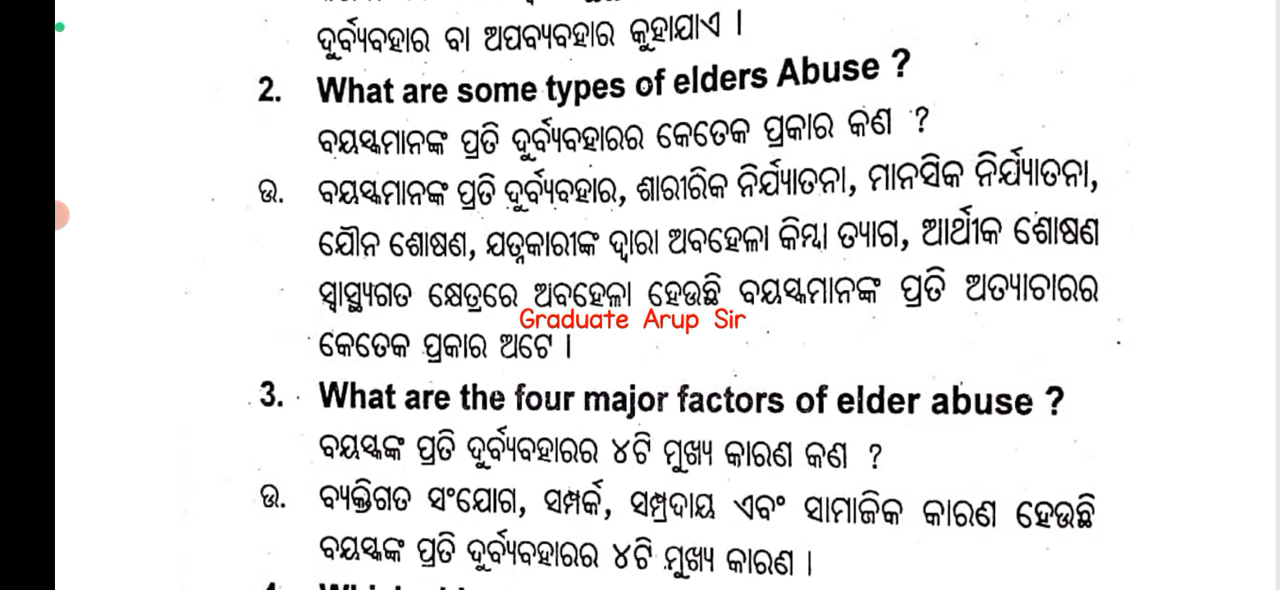 ଦୁର୍ବ୍ୟବହାର ବା ଅପବ୍ୟବହାର କୁହାଯାଏ ।
2. What are some types of elders Abuse ?
ବୟସ୍କମାନଙ୍କ ପ୍ରତି ଦୁର୍ବ୍ୟବହାରର କେତେକ ପ୍ରକାର କଣ ?
ଉ. ବୟସ୍କମାନଙ୍କ ପ୍ରତି ଦୁର୍ବ୍ୟବହାର, ଶାରୀରିକ ନିର୍ଯ୍ୟାତନା, ମାନସିକ ନିର୍ଯ୍ୟାତନା,
ଯୌନ ଶୋଷଣ, ଯତ୍ନକାରୀଙ୍କ ଦ୍ୱାରା ଅବହେଳା କିମ୍ବା ତ୍ୟାଗ, ଆର୍ଥୀକ ଶୋଷଣ
ସ୍ୱାସ୍ଥ୍ୟଗତ କ୍ଷେତ୍ରରେ ଅବହେଳା ହେଉଛି ବୟସ୍କମାନଙ୍କ ପ୍ରତି ଅତ୍ୟାଚାରର
Graduate Arup Sir
କେତେକ ପ୍ରକାର ଅଟେ ।
3. What are the four major factors of elder abuse ?
ବୟସ୍କଙ୍କ ପ୍ରତି ଦୁର୍ବ୍ୟବହାରର ୪ଟି ମୁଖ୍ୟ କାରଣ କଣ ?
ଉ. ବ୍ୟକ୍ତିଗତ ସଂଯୋଗ, ସମ୍ପର୍କ, ସମ୍ପ୍ରଦାୟ ଏବଂ ସାମାଜିକ କାରଣ ହେଉଛି
ବୟସ୍କଙ୍କ ପ୍ରତି ଦୁର୍ବ୍ୟବହାରର ୪ଟି ମୁଖ୍ୟ କାରଣ ।